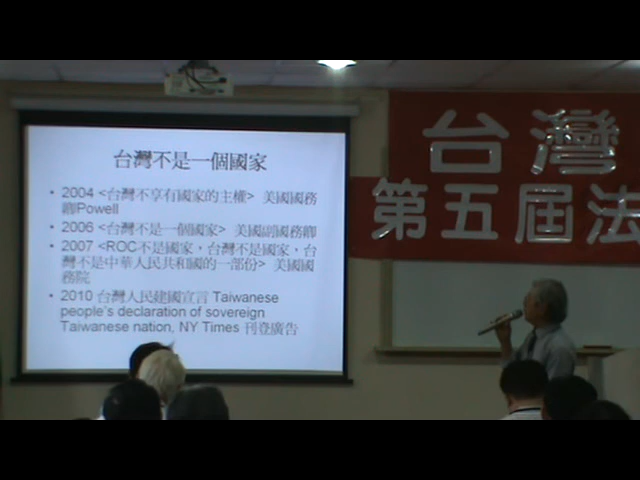 台灣不是一個國家
• 2004 <台灣不享有國家的主權> 美國國務
卿Powell
• 2006 <台灣不是一個國家> 美國副國務卿
• 2007 <ROC不是國家，台灣不是國家，台
灣不是中華人民共和國的一部份> 美國國
務院
• 2010 台灣人民建國宣言 Taiwanese
people's declaration of sovereign
Taiwanese nation, NY Times 刊登廣告
台灣
第五屆法